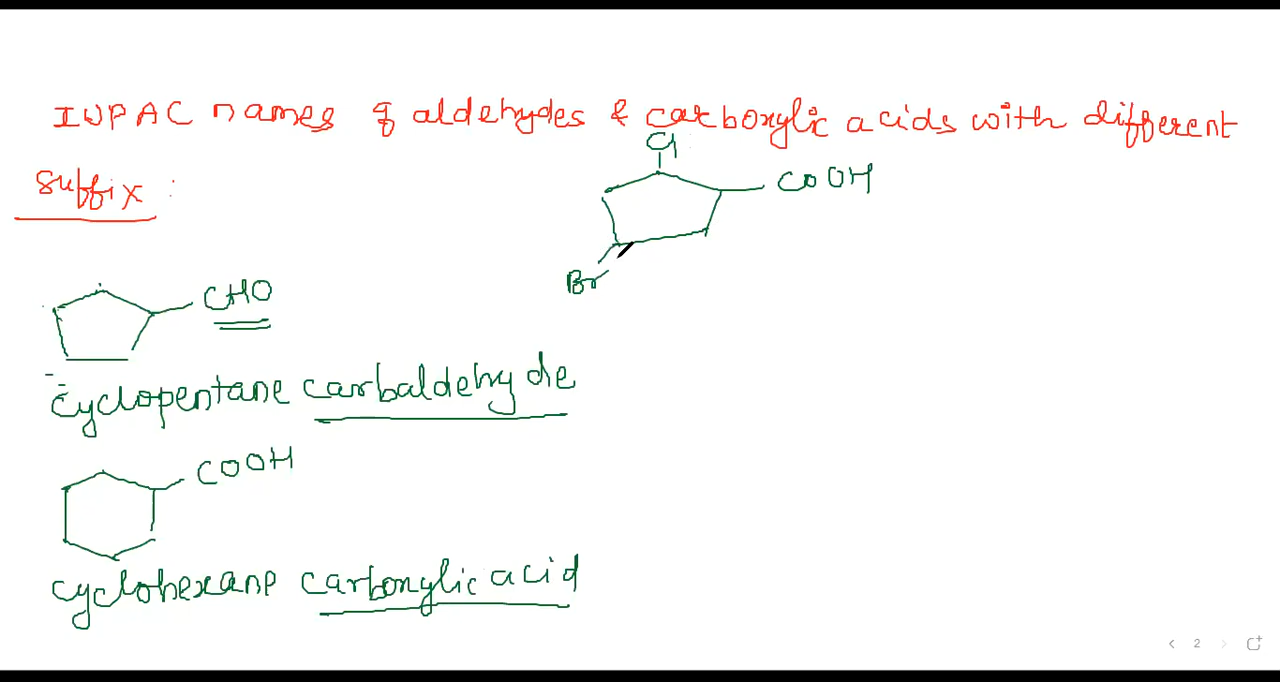 IUPAC names of aldehydes & carboxylic acids with different
suffix :
Cl
COOH
Br
CHO
cyclopentane carbaldehyde
COOH
cyclohexane carboxylic acid
2